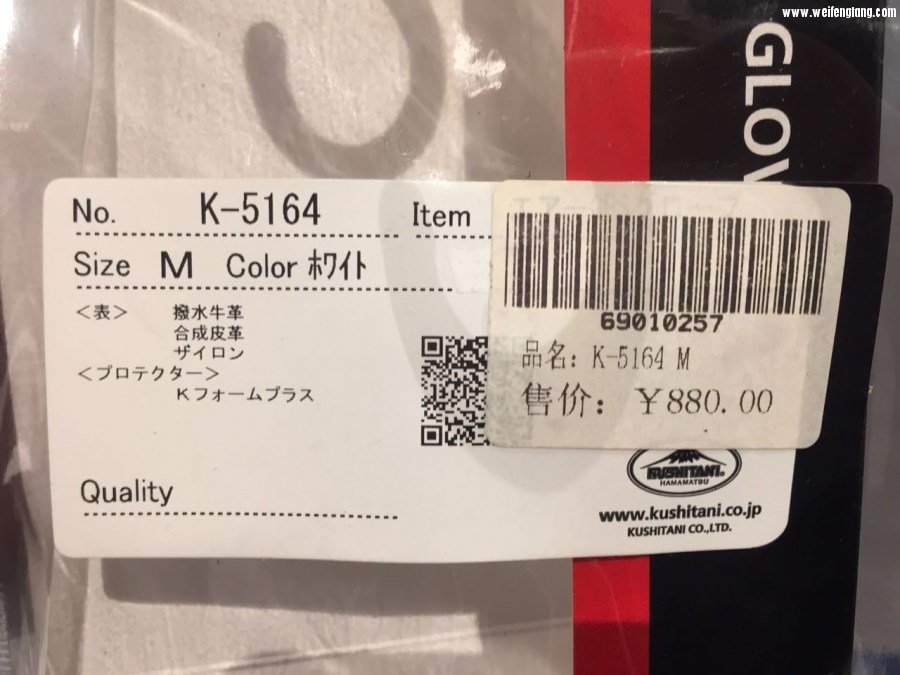 www.weifengtang.com
GLOV
No. K-5164 Item
Size M Color ホワイト
<表> 撥水牛革
合成皮革
ザイロン
<プロテクター>
Kフォームプラス
Quality
69010257
品名: K-5164 M
售价: ¥880.00
KUSHITANI
HAMAMATSU
www.kushitani.co.jp
KUSHITANI CO.,LTD.